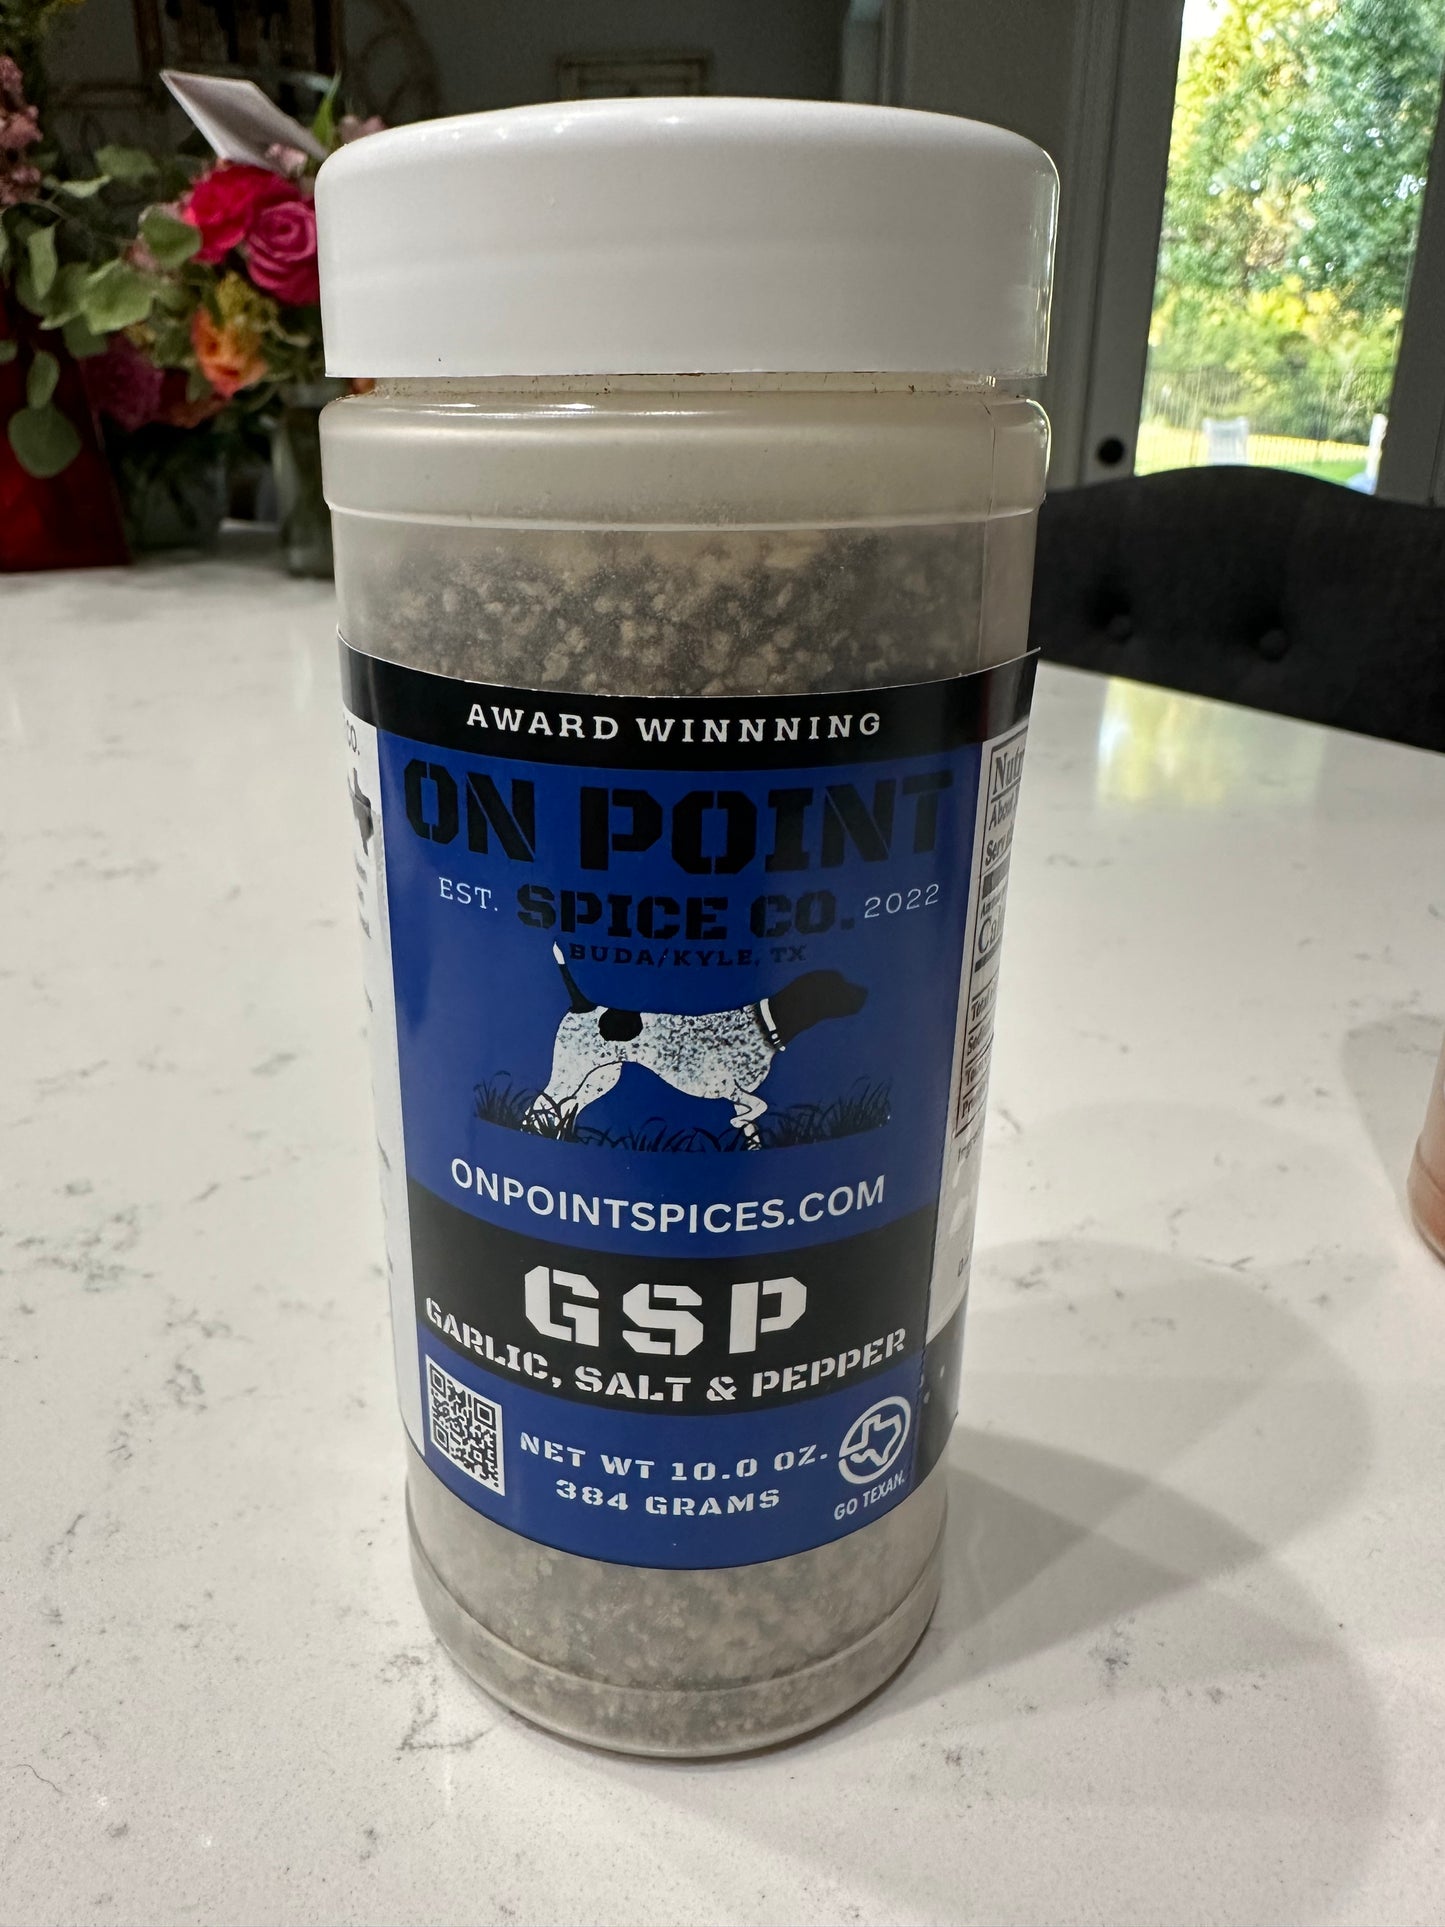 AWARD WINNNING
ON POINT
EST. SPICE CO. 2022
BUDA/KYLE, TX
ONPOINTSPICES.COM
GSP
GARLIC, SALT & PEPPER
NET WT 10.0 OZ.
384 GRAMS
GO TEXAN.
CO.